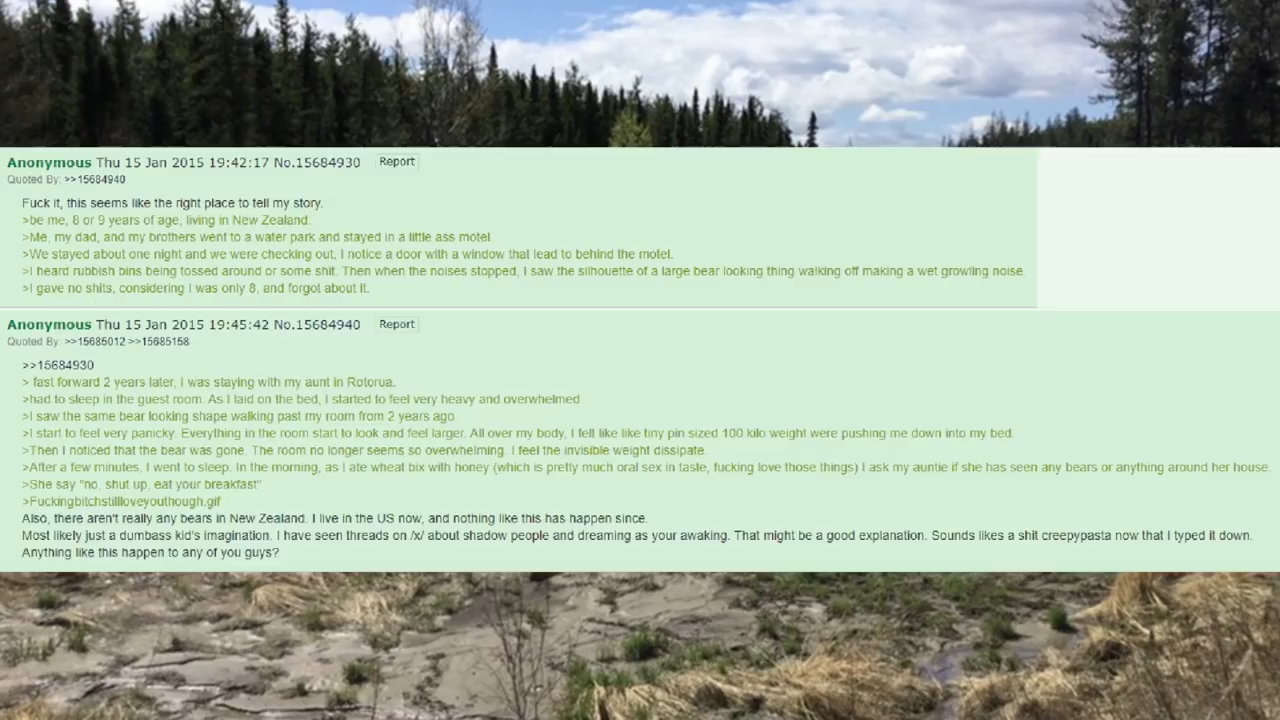 Anonymous Thu 15 Jan 2015 19:42:17 No.15684930 Report
Quoted By: >>15684940
Fuck it, this seems like the right place to tell my story.
>be me, 8 or 9 years of age, living in New Zealand.
>Me, my dad, and my brothers went to a water park and stayed in a little ass motel
>We stayed about one night and we were checking out, I notice a door with a window that lead to behind the motel.
>I heard rubbish bins being tossed around or some shit. Then when the noises stopped, I saw the silhouette of a large bear looking thing walking off making a wet growling noise.
>I gave no shits, considering I was only 8, and forgot about it.
Anonymous Thu 15 Jan 2015 19:45:42 No.15684940 Report
Quoted By: >>15685012 >>15685158
>>15684930
> fast forward 2 years later, I was staying with my aunt in Rotorua.
>had to sleep in the guest room. As I laid on the bed, I started to feel very heavy and overwhelmed
>I saw the same bear looking shape walking past my room from 2 years ago.
>I start to feel very panicky. Everything in the room start to look and feel larger. All over my body, I felt like like tiny pin sized 100 kilo weight were pushing me down into my bed.
>Then I noticed that the bear was gone. The room no longer seems so overwhelming. I feel the invisible weight dissipate.
>After a few minutes, I went to sleep. In the morning, as I ate wheat bix with honey (which is pretty much oral sex in taste, fucking love those things) I ask my auntie if she has seen any bears or anything around her house.
>She say "no, shut up, eat your breakfast"
>Fuckingbitchstillloveyouthough.gif
Also, there aren't really any bears in New Zealand. I live in the US now, and nothing like this has happen since.
Most likely just a dumbass kid's imagination. I have seen threads on /x/ about shadow people and dreaming as your awaking. That might be a good explanation. Sounds likes a shit creepypasta now that I typed it down.
Anything like this happen to any of you guys?